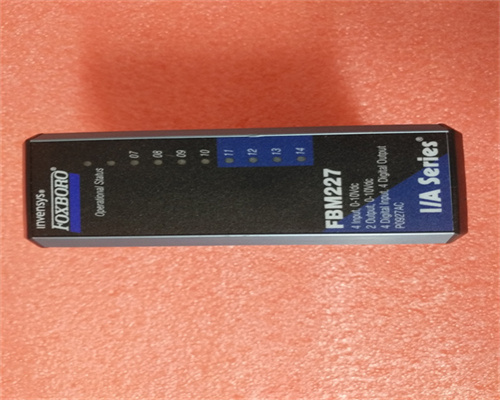 invensys®
FOXBORO®
Operational Status
07
08
09
10
11
12
13
14
FBM227
4 Input, 0-10Vdc
2 Output, 0-10Vdc
4 Digital Input, 4 Digital Output
P0927AC
I/A Series®